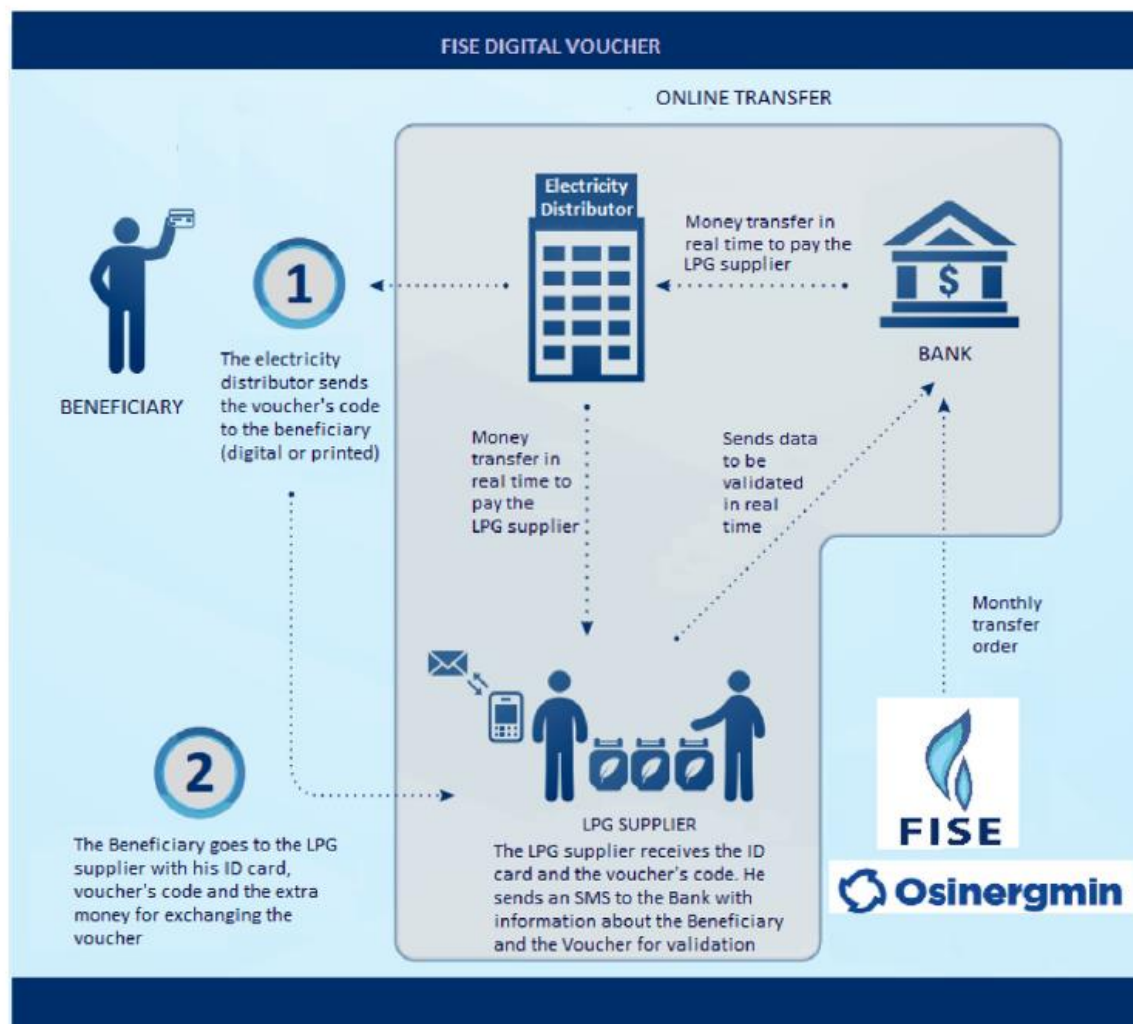 FISE DIGITAL VOUCHER
ONLINE TRANSFER
Electricity
Distributor
Money transfer in
real time to pay the
LPG supplier
$
BANK
1
The electricity
distributor sends
the voucher's code
to the beneficiary
(digital or printed)
BENEFICIARY
Money
transfer in
real time to
pay the
LPG supplier
Sends data
to be
validated
in real
time
Monthly
transfer
order
2
The Beneficiary goes to the LPG
supplier with his ID card,
voucher's code and the extra
money for exchanging the
voucher
LPG SUPPLIER
The LPG supplier receives the ID
card and the voucher's code. He
sends an SMS to the Bank with
information about the Beneficiary
and the Voucher for validation
FISE
Osinergmin